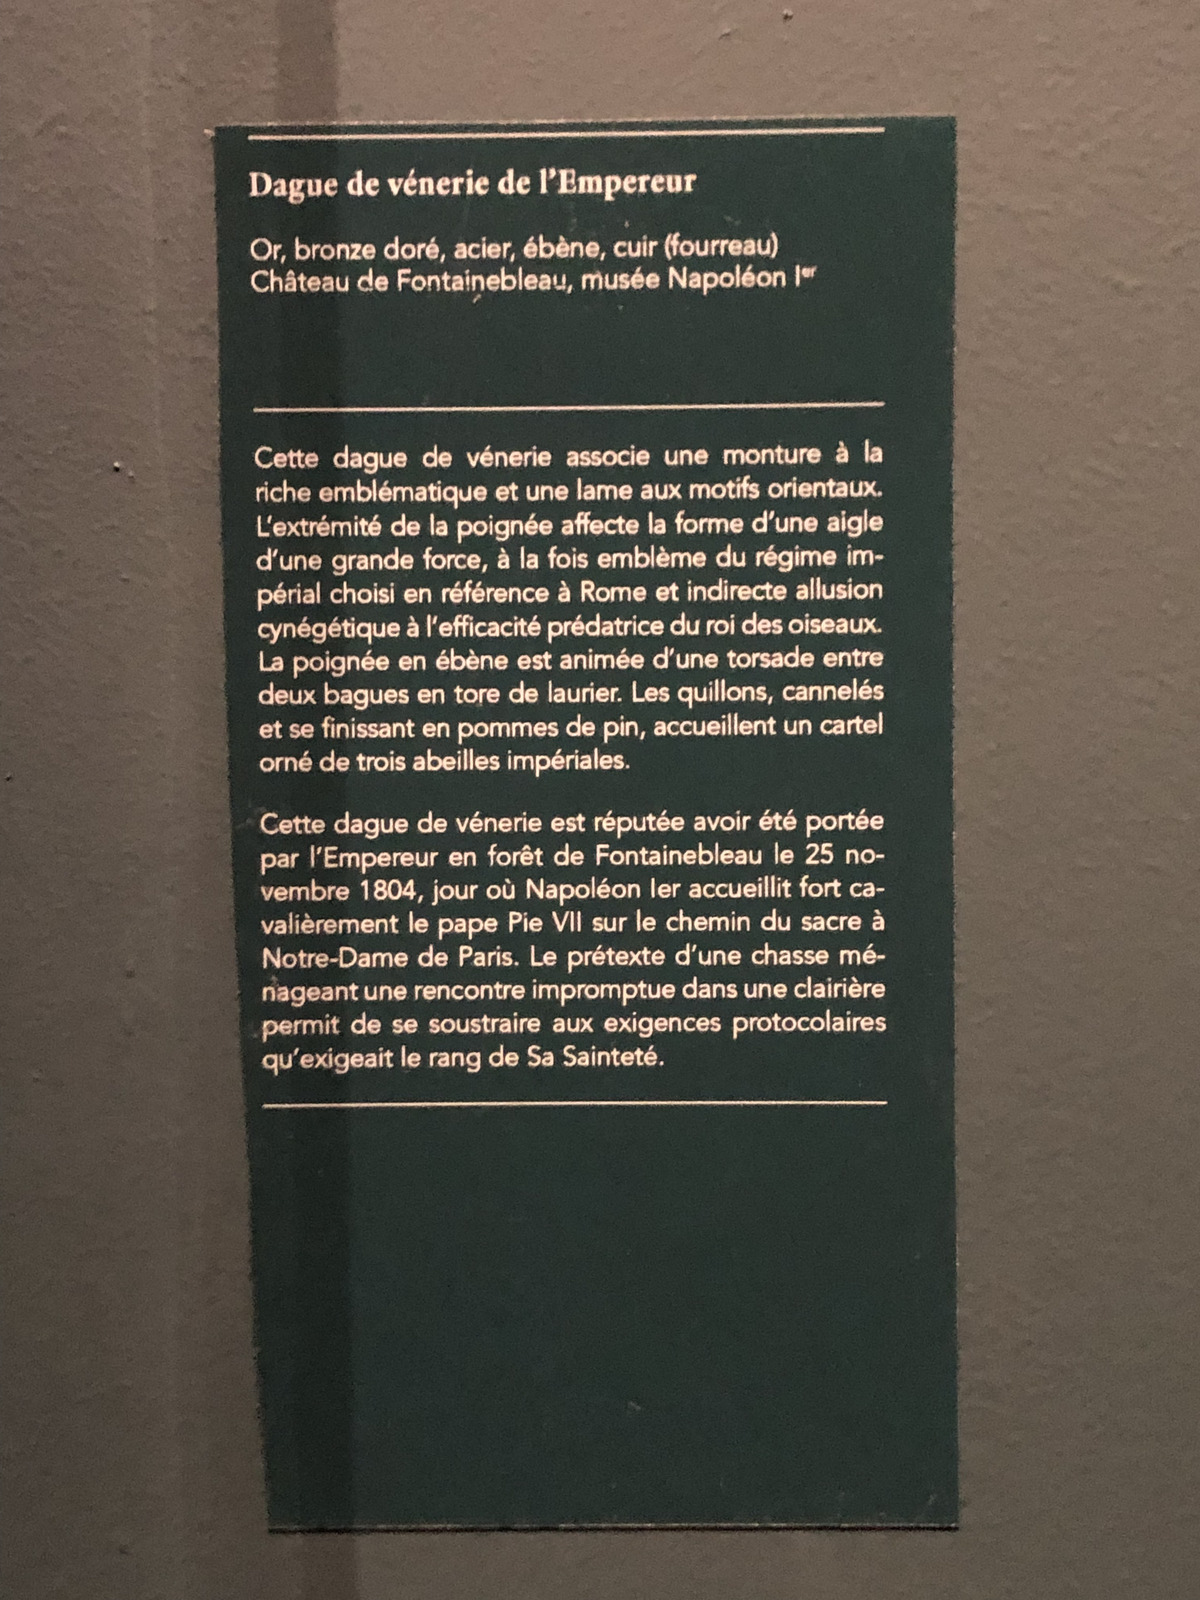 Dague de vénerie de l'Empereur
Or, bronze doré, acier, ébène, cuir (fourreau)
Château de Fontainebleau, musée Napoléon Ier
Cette dague de vénerie associe une monture à la
riche emblématique et une lame aux motifs orientaux.
L'extrémité de la poignée affecte la forme d'une aigle
d'une grande force, à la fois emblème du régime im-
périal choisi en référence à Rome et indirecte allusion
cynégétique à l'efficacité prédatrice du roi des oiseaux.
La poignée en ébène est animée d'une torsade entre
deux bagues en tore de laurier. Les quillons, cannelés
et se finissant en pommes de pin, accueillent un cartel
orné de trois abeilles impériales.
Cette dague de vénerie est réputée avoir été portée
par l'Empereur en forêt de Fontainebleau le 25 no-
vembre 1804, jour où Napoléon Ier accueillit fort ca-
valièrement le pape Pie VII sur le chemin du sacre à
Notre-Dame de Paris. Le prétexte d'une chasse mé-
nageant une rencontre impromptue dans une clairière
permit de se soustraire aux exigences protocolaires
qu'exigeait le rang de Sa Sainteté.